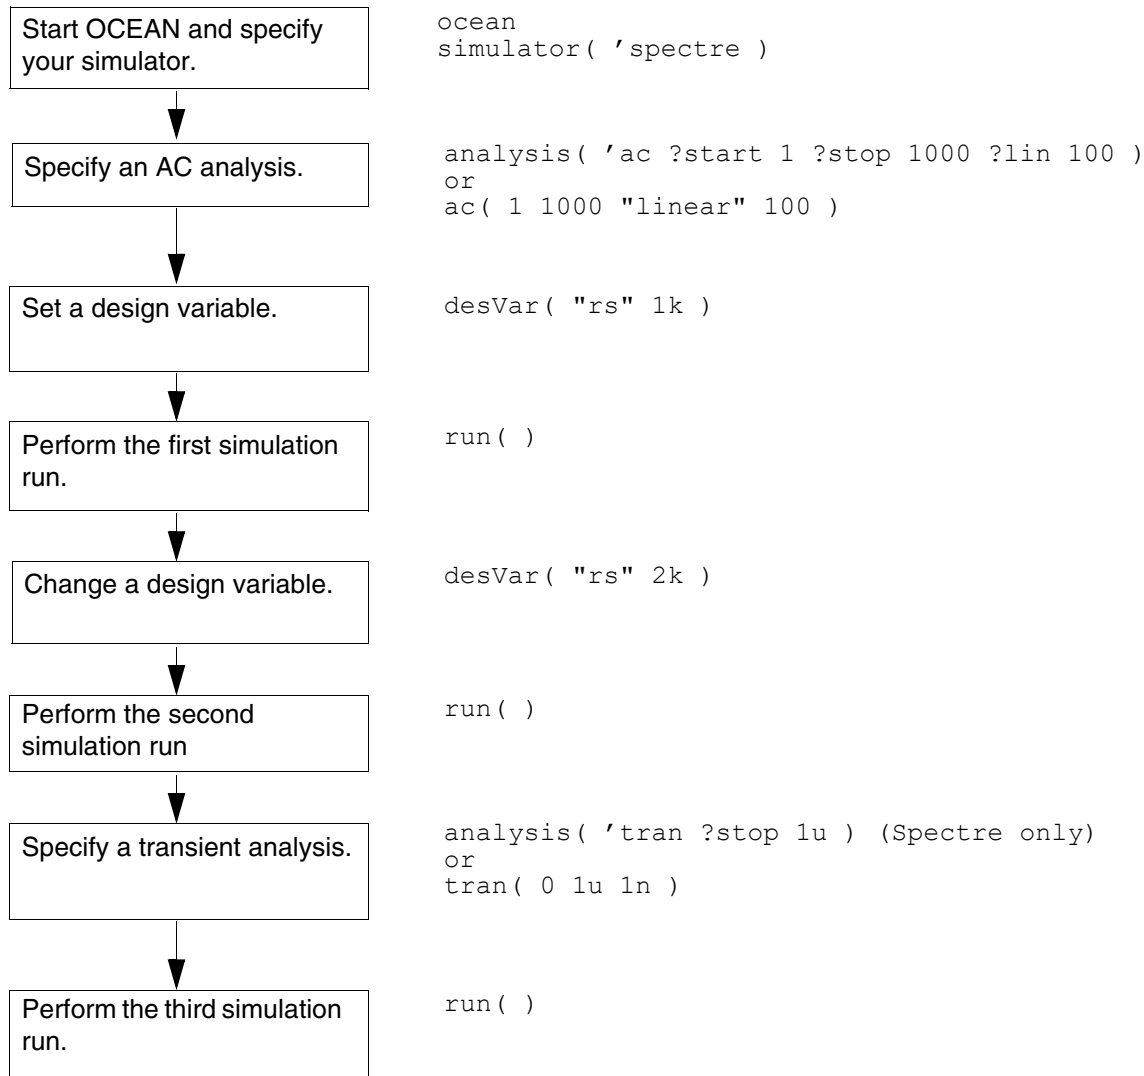 Start OCEAN and specify
your simulator.
ocean
simulator( ’spectre )
Specify an AC analysis.
analysis( ’ac ?start 1 ?stop 1000 ?lin 100 )
or
ac( 1 1000 "linear" 100 )
Set a design variable.
desVar( "rs" 1k )
Perform the first simulation
run.
run( )
Change a design variable.
desVar( "rs" 2k )
Perform the second
simulation run
run( )
Specify a transient analysis.
analysis( ’tran ?stop 1u ) (Spectre only)
or
tran( 0 1u 1n )
Perform the third simulation
run.
run( )